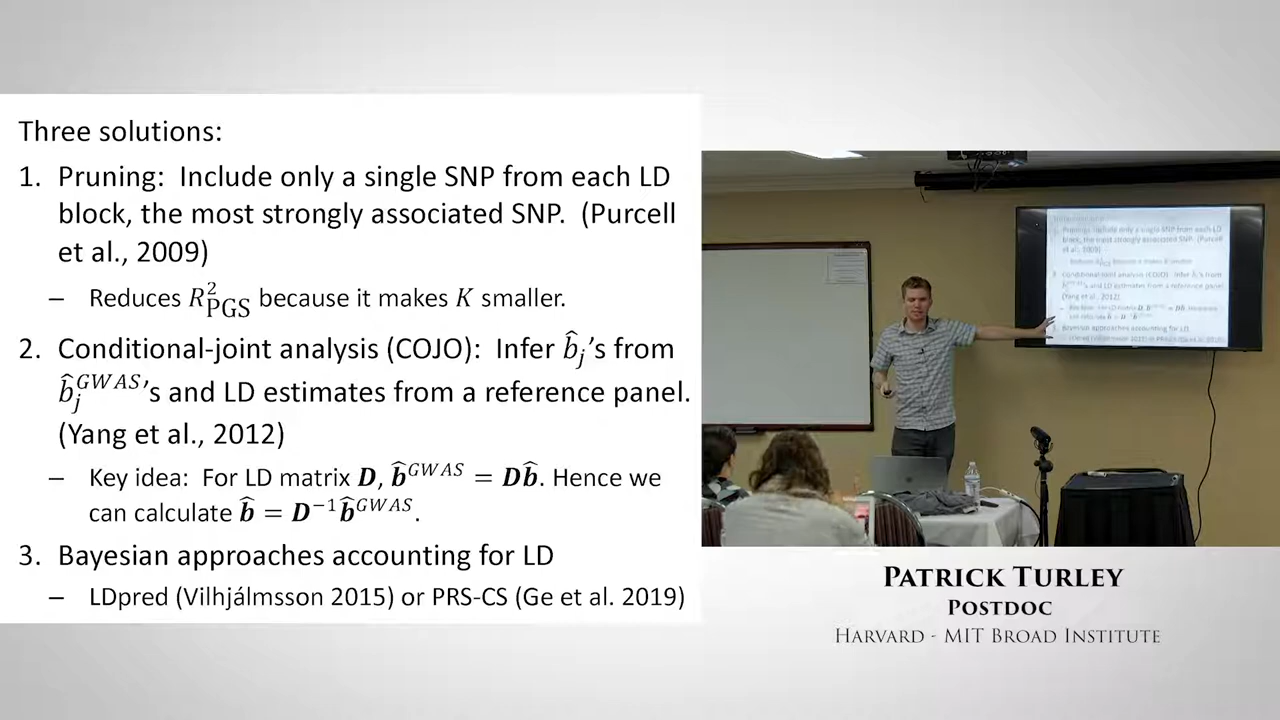 Three solutions:
1. Pruning: Include only a single SNP from each LD
block, the most strongly associated SNP. (Purcell
et al., 2009)
– Reduces R²_PGS because it makes K smaller.
2. Conditional-joint analysis (COJO): Infer b̂_j's from
b̂_j^GWAS's and LD estimates from a reference panel.
(Yang et al., 2012)
– Key idea: For LD matrix D, b̂^GWAS = Db̂. Hence we
can calculate b̂ = D⁻¹b̂^GWAS.
3. Bayesian approaches accounting for LD
– LDpred (Vilhjálmsson 2015) or PRS-CS (Ge et al. 2019)
PATRICK TURLEY
POSTDOC
HARVARD - MIT BROAD INSTITUTE